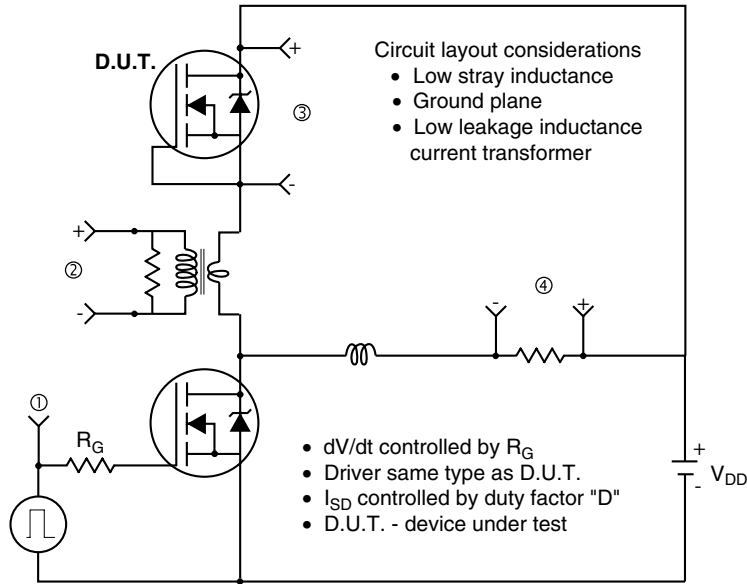 D.U.T.
+
③
-
Circuit layout considerations
• Low stray inductance
• Ground plane
• Low leakage inductance
current transformer
+
②
-
④
-
+
①
R_G
• dV/dt controlled by R_G
• Driver same type as D.U.T.
• I_SD controlled by duty factor "D"
• D.U.T. - device under test
+
V_DD
-